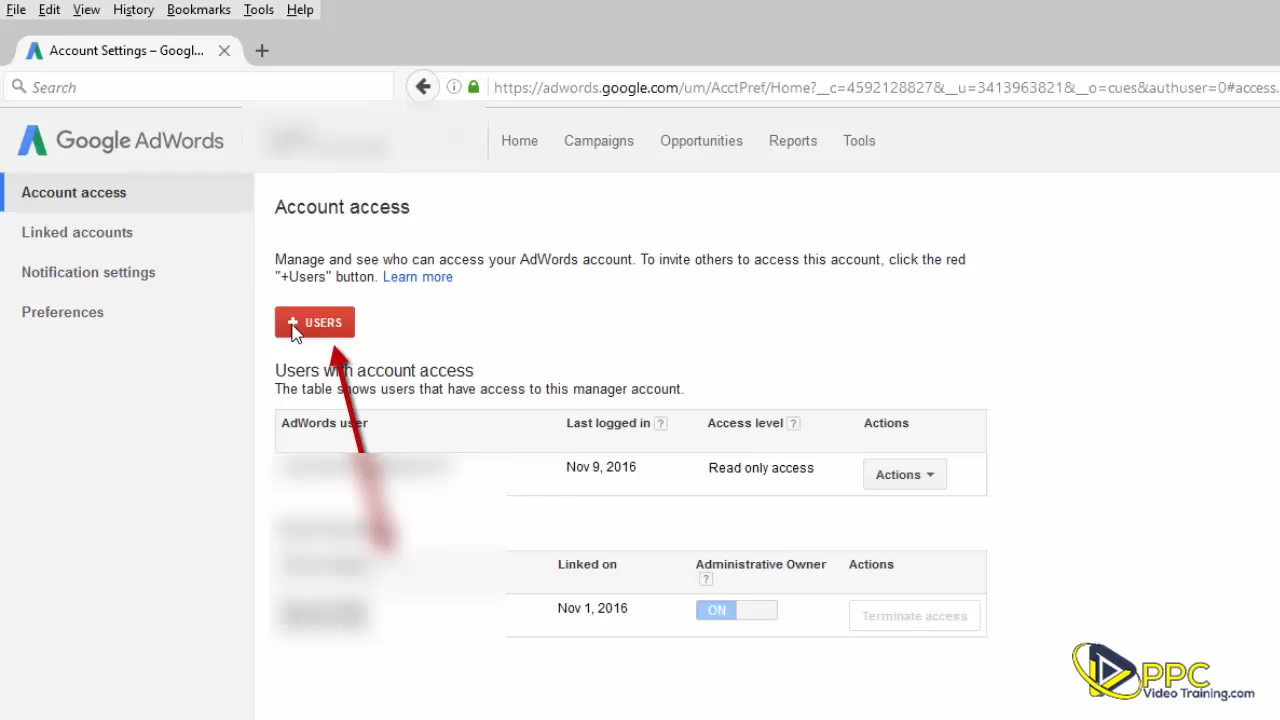 File Edit View History Bookmarks Tools Help
Account Settings – Googl...
Search
https://adwords.google.com/um/AcctPref/Home?__c=4592128827&__u=3413963821&__o=cues&authuser=0#access.
Google AdWords
Home Campaigns Opportunities Reports Tools
Account access
Linked accounts
Notification settings
Preferences
Account access
Manage and see who can access your AdWords account. To invite others to access this account, click the red
"+Users" button. Learn more
+ USERS
Users with account access
The table shows users that have access to this manager account.
AdWords user Last logged in ? Access level ? Actions
Nov 9, 2016 Read only access Actions
Linked on Administrative Owner Actions
?
Nov 1, 2016 ON Terminate access
PPC
Video Training.com